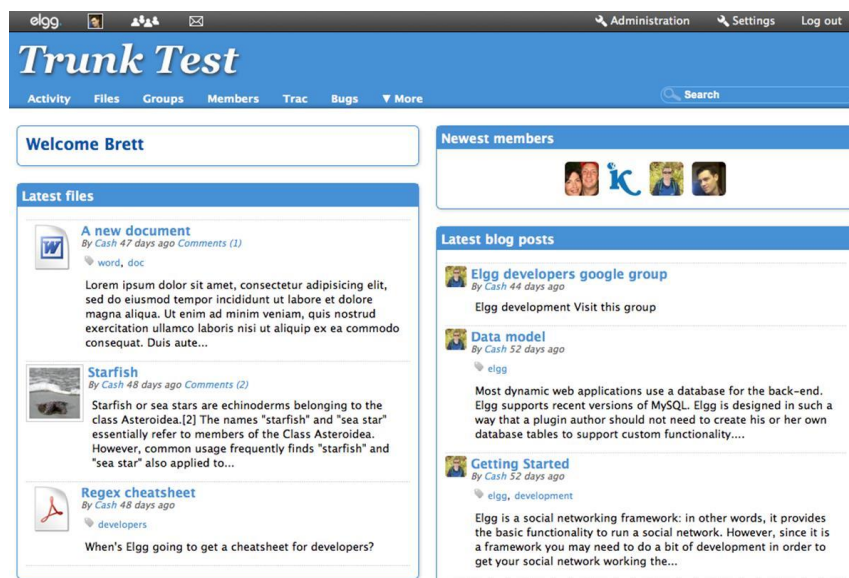 elgg.
Administration Settings Log out
Trunk Test
Activity Files Groups Members Trac Bugs ▼ More
Search
Welcome Brett
Latest files
A new document
By Cash 47 days ago Comments (1)
word, doc
Lorem ipsum dolor sit amet, consectetur adipisicing elit,
sed do eiusmod tempor incididunt ut labore et dolore
magna aliqua. Ut enim ad minim veniam, quis nostrud
exercitation ullamco laboris nisi ut aliquip ex ea commodo
consequat. Duis aute...
Starfish
By Cash 48 days ago Comments (2)
Starfish or sea stars are echinoderms belonging to the
class Asteroidea.[2] The names "starfish" and "sea star"
essentially refer to members of the Class Asteroidea.
However, common usage frequently finds "starfish" and
"sea star" also applied to...
Regex cheatsheet
By Cash 48 days ago
developers
When's Elgg going to get a cheatsheet for developers?
Newest members
Latest blog posts
Elgg developers google group
By Cash 44 days ago
Elgg development Visit this group
Data model
By Cash 52 days ago
elgg
Most dynamic web applications use a database for the back-end.
Elgg supports recent versions of MySQL. Elgg is designed in such a
way that a plugin author should not need to create his or her own
database tables to support custom functionality....
Getting Started
By Cash 52 days ago
elgg, development
Elgg is a social networking framework: in other words, it provides
the basic functionality to run a social network. However, since it is
a framework you may need to do a bit of development in order to
get your social network working the...